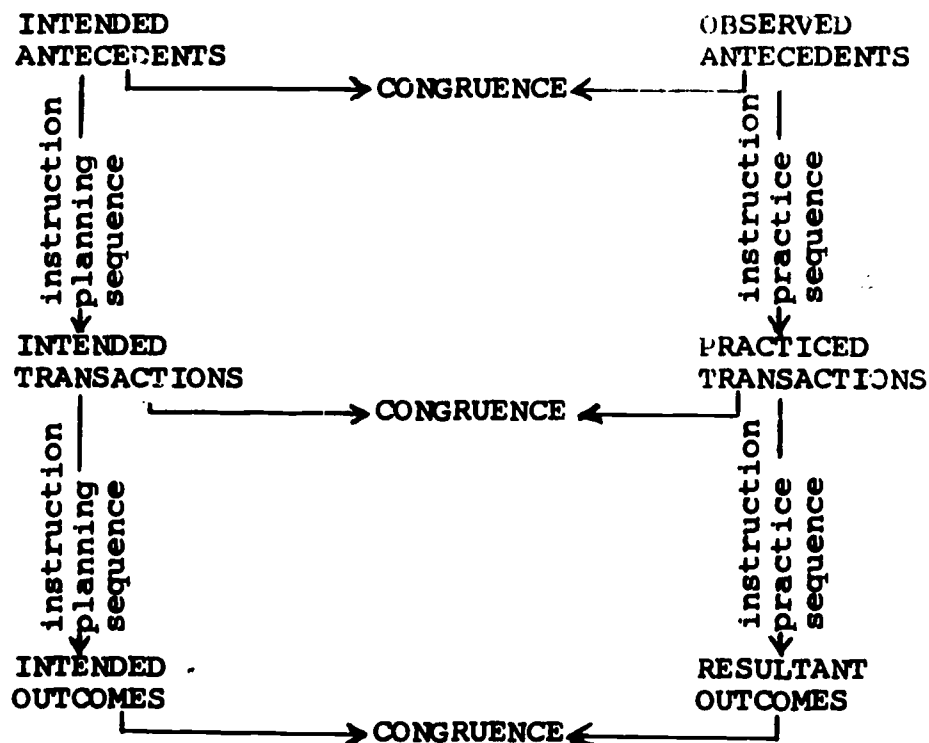 INTENDED
ANTECEDENTS
OBSERVED
ANTECEDENTS
CONGRUENCE
instruction
planning
sequence
instruction
practice
sequence
INTENDED
TRANSACTIONS
PRACTICED
TRANSACTIONS
CONGRUENCE
instruction
planning
sequence
instruction
practice
sequence
INTENDED
OUTCOMES
RESULTANT
OUTCOMES
CONGRUENCE